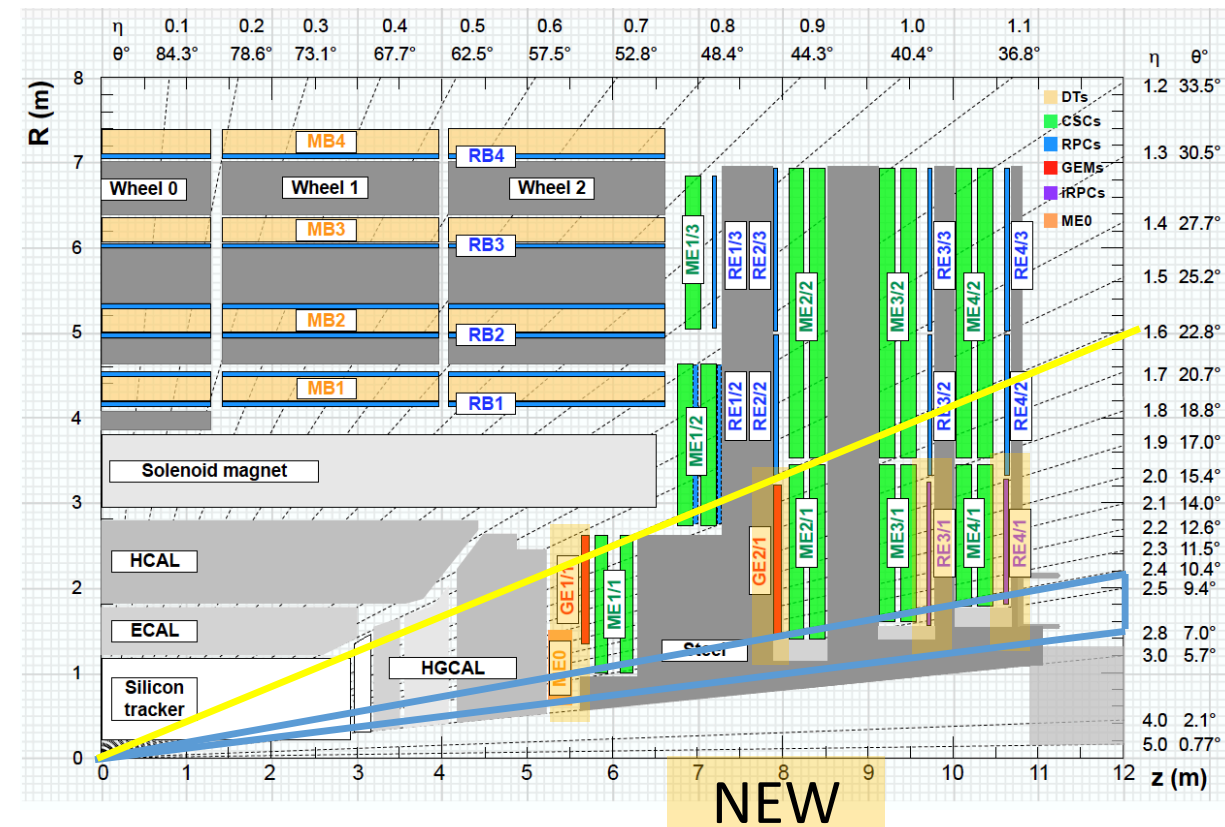 η 0.1 0.2 0.3 0.4 0.5 0.6 0.7 0.8 0.9 1.0 1.1
θ° 84.3° 78.6° 73.1° 67.7° 62.5° 57.5° 52.8° 48.4° 44.3° 40.4° 36.8° η θ°
R (m)
8
7
6
5
4
3
2
1
0
1.2 33.5°
1.3 30.5°
1.4 27.7°
1.5 25.2°
1.6 22.8°
1.7 20.7°
1.8 18.8°
1.9 17.0°
2.0 15.4°
2.1 14.0°
2.2 12.6°
2.3 11.5°
2.4 10.4°
2.5 9.4°
2.8 7.0°
3.0 5.7°
4.0 2.1°
5.0 0.77°
DTs
CSCs
RPCs
GEMs
iRPCs
ME0
MB4
RB4
Wheel 0 Wheel 1 Wheel 2
MB3
RB3
MB2
RB2
MB1
RB1
Solenoid magnet
HCAL
ECAL
Silicon
tracker
HGCAL
Steel
ME0
GE1/1
ME1/1
ME1/2
ME1/3
RE1/3
RE2/3
RE1/2
RE2/2
GE2/1
ME2/2
ME2/1
ME3/2
ME3/1
RE3/3
RE3/2
RE3/1
ME4/2
ME4/1
RE4/3
RE4/2
RE4/1
0 1 2 3 4 5 6 7 8 9 10 11 12 z (m)
NEW